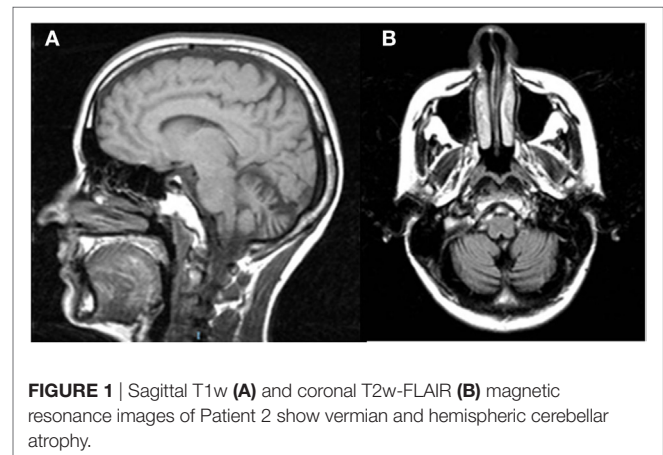 A
B
FIGURE 1 | Sagittal T1w (A) and coronal T2w-FLAIR (B) magnetic
resonance images of Patient 2 show vermian and hemispheric cerebellar
atrophy.